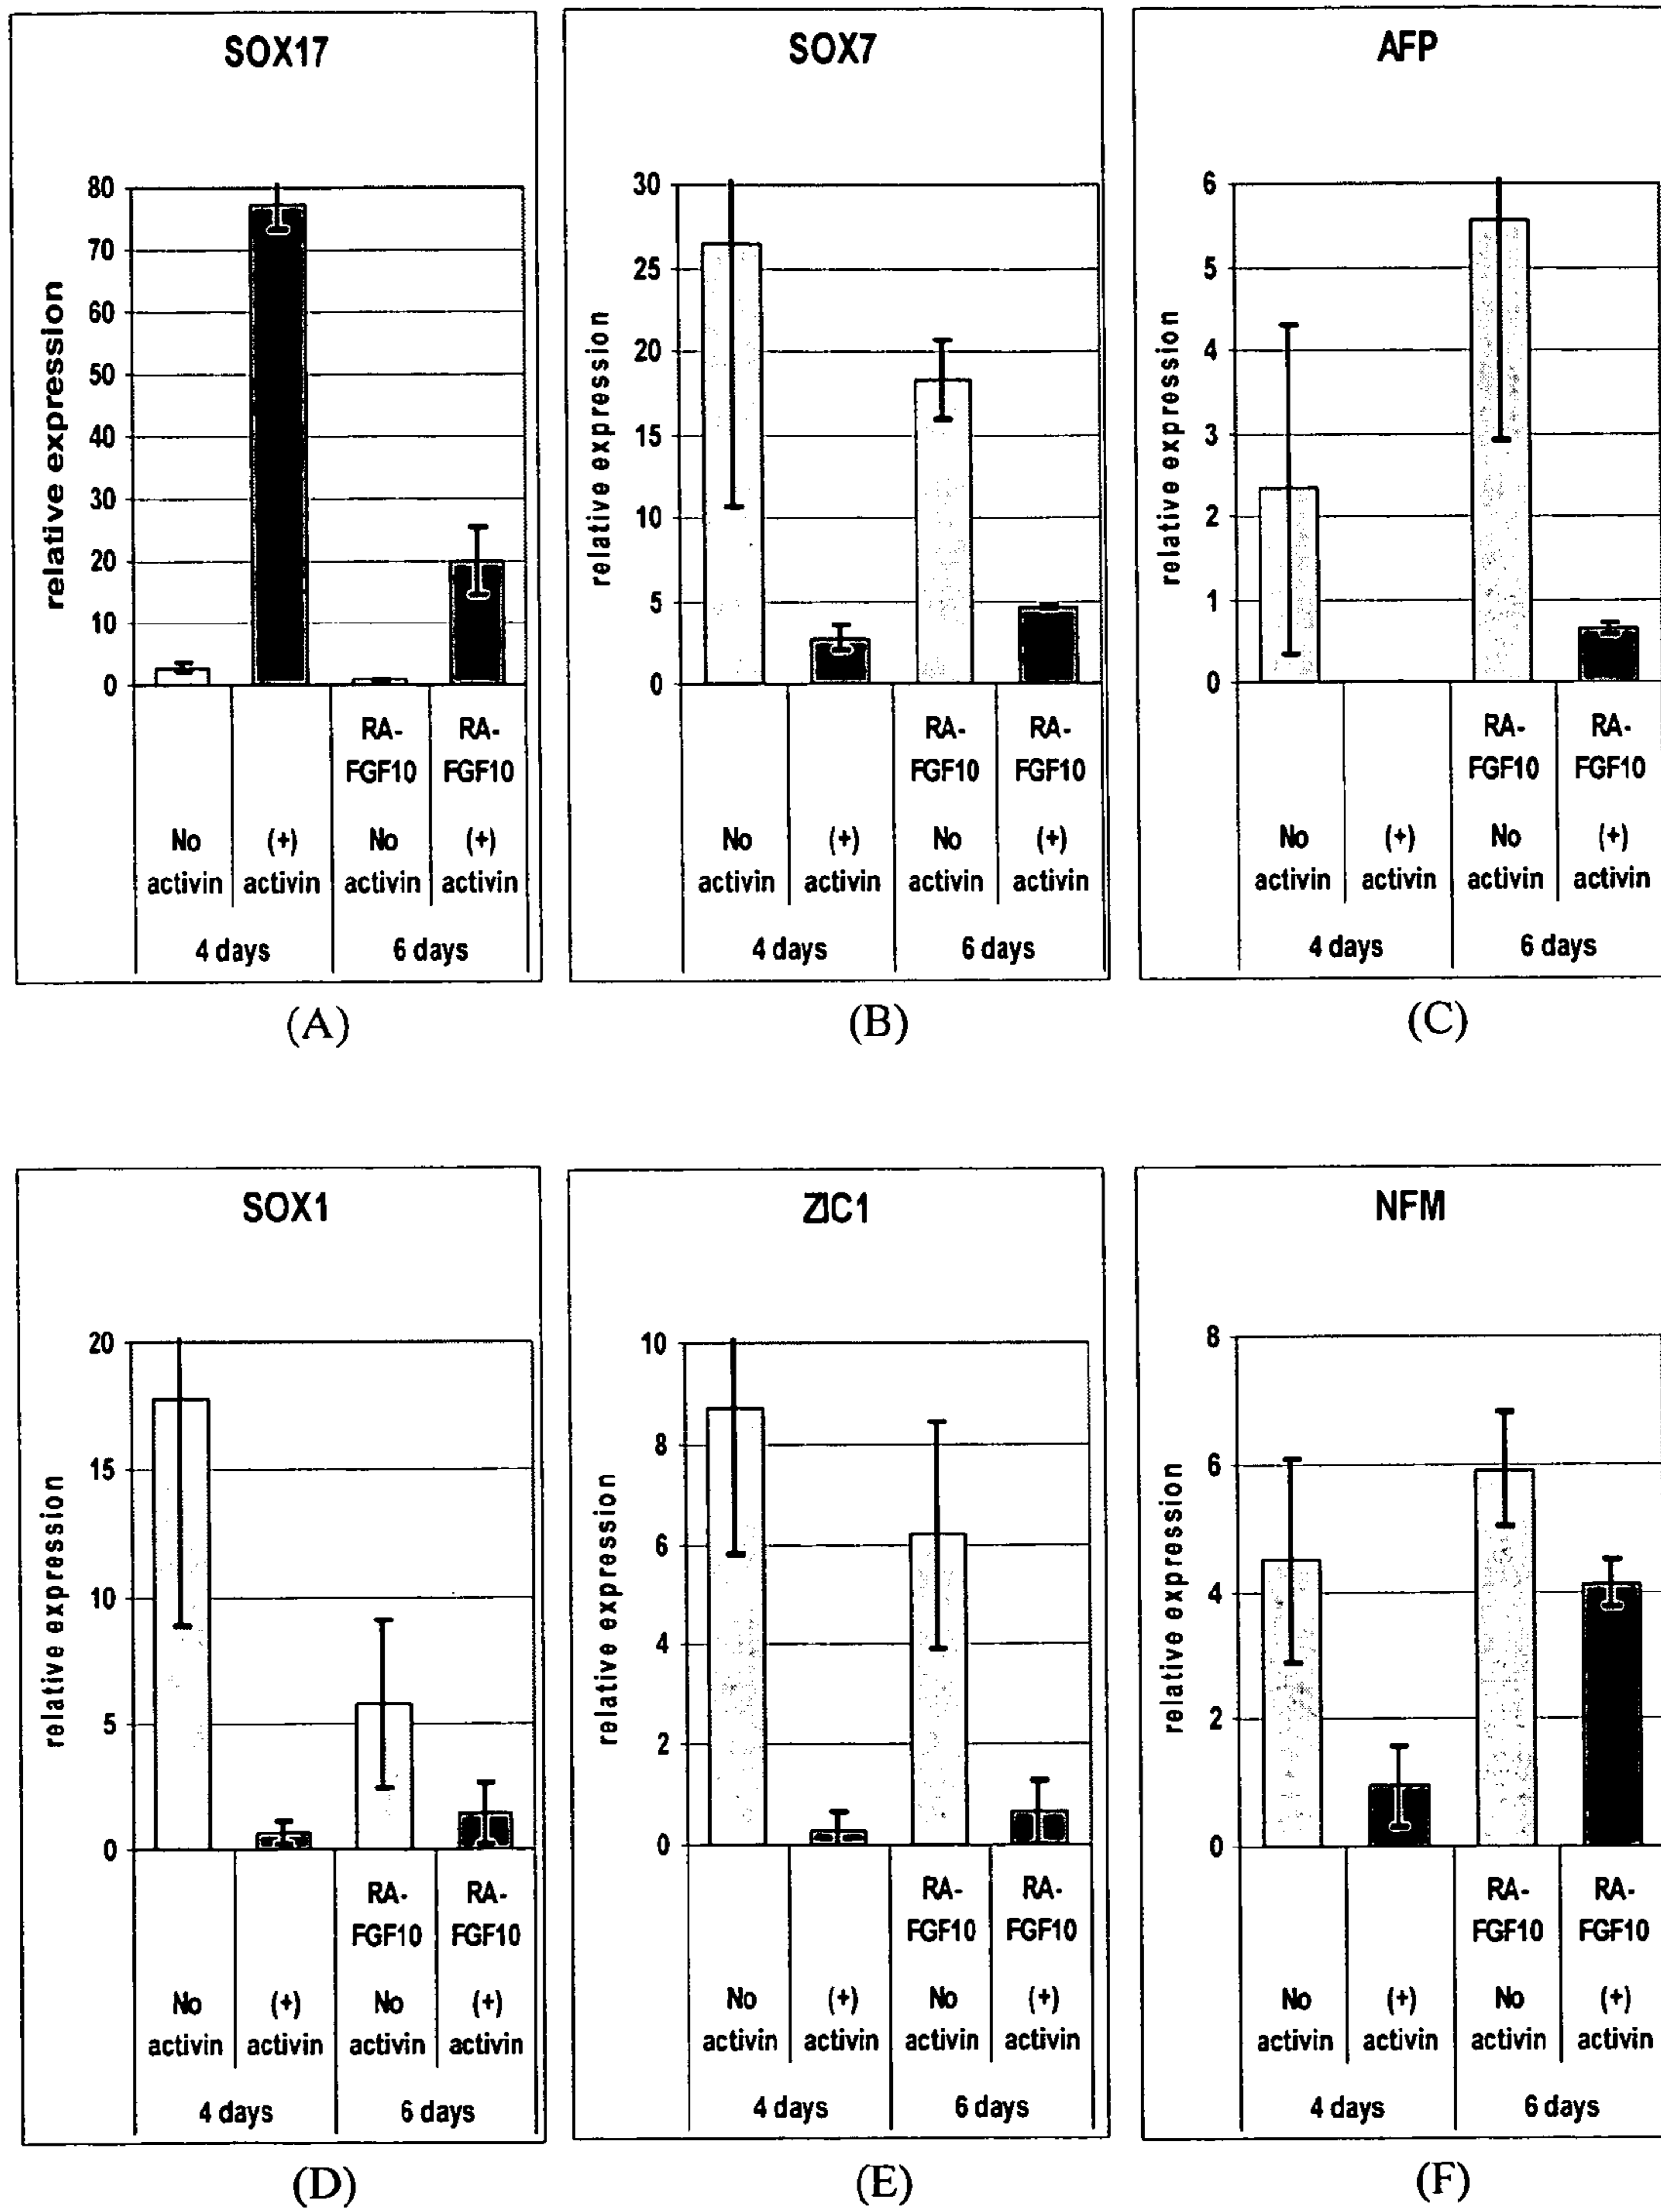 SOX17
SOX7
AFP
80
70
60
50
40
30
20
10
0
relative expression
30
25
20
15
10
5
0
relative expression
6
5
4
3
2
1
0
relative expression
RA-
FGF10
RA-
FGF10
No
activin
(+)
activin
No
activin
(+)
activin
4 days
6 days
RA-
FGF10
RA-
FGF10
No
activin
(+)
activin
No
activin
(+)
activin
4 days
6 days
RA-
FGF10
RA-
FGF10
No
activin
(+)
activin
No
activin
(+)
activin
4 days
6 days
(A)
(B)
(C)
SOX1
ZIC1
NFM
20
15
10
5
0
relative expression
10
8
6
4
2
0
relative expression
8
6
4
2
0
relative expression
RA-
FGF10
RA-
FGF10
No
activin
(+)
activin
No
activin
(+)
activin
4 days
6 days
RA-
FGF10
RA-
FGF10
No
activin
(+)
activin
No
activin
(+)
activin
4 days
6 days
RA-
FGF10
RA-
FGF10
No
activin
(+)
activin
No
activin
(+)
activin
4 days
6 days
(D)
(E)
(F)